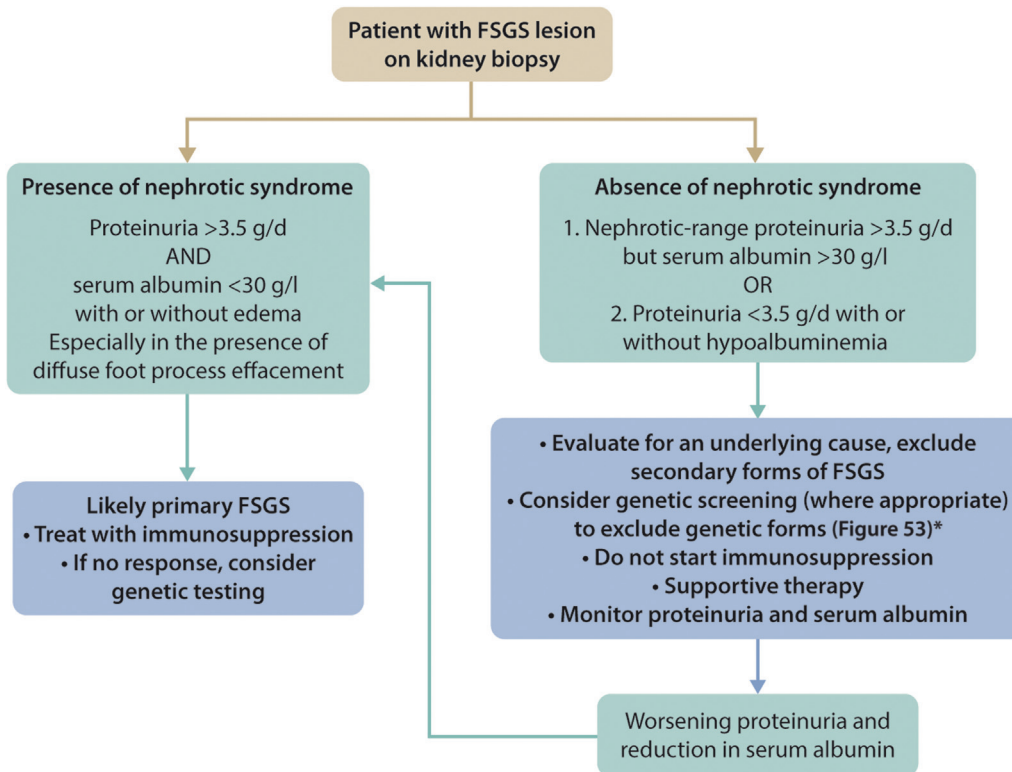 Patient with FSGS lesion
on kidney biopsy
Presence of nephrotic syndrome
Proteinuria >3.5 g/d
AND
serum albumin <30 g/l
with or without edema
Especially in the presence of
diffuse foot process effacement
Absence of nephrotic syndrome
1. Nephrotic-range proteinuria >3.5 g/d
but serum albumin >30 g/l
OR
2. Proteinuria <3.5 g/d with or
without hypoalbuminemia
Likely primary FSGS
• Treat with immunosuppression
• If no response, consider
genetic testing
• Evaluate for an underlying cause, exclude
secondary forms of FSGS
• Consider genetic screening (where appropriate)
to exclude genetic forms (Figure 53)*
• Do not start immunosuppression
• Supportive therapy
• Monitor proteinuria and serum albumin
Worsening proteinuria and
reduction in serum albumin